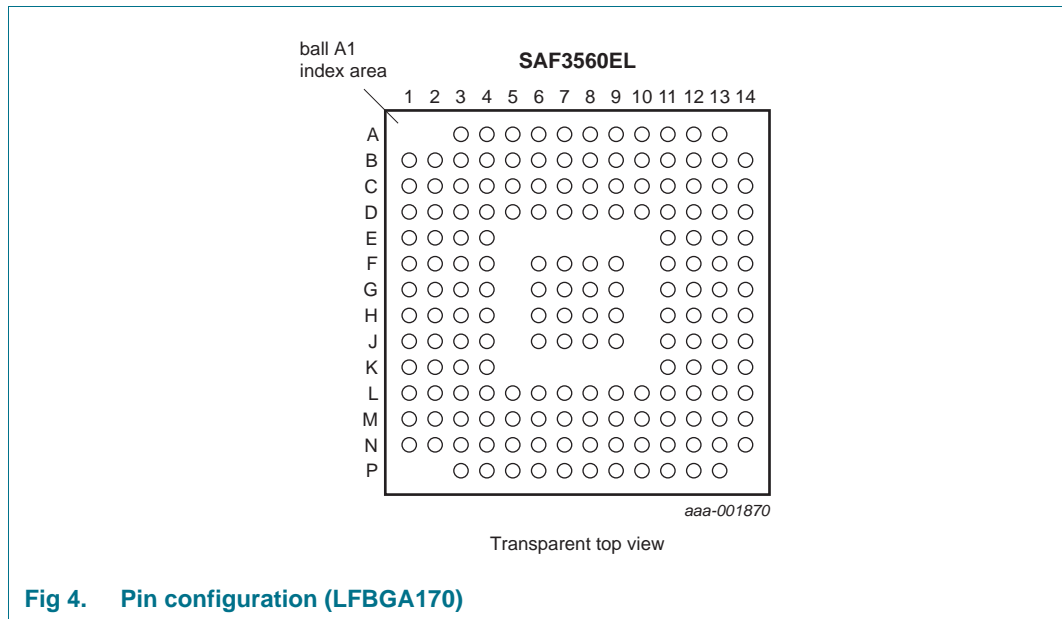 ball A1
index area
SAF3560EL
1 2 3 4 5 6 7 8 9 10 11 12 13 14
A
B
C
D
E
F
G
H
J
K
L
M
N
P
aaa-001870
Transparent top view
Fig 4. Pin configuration (LFBGA170)